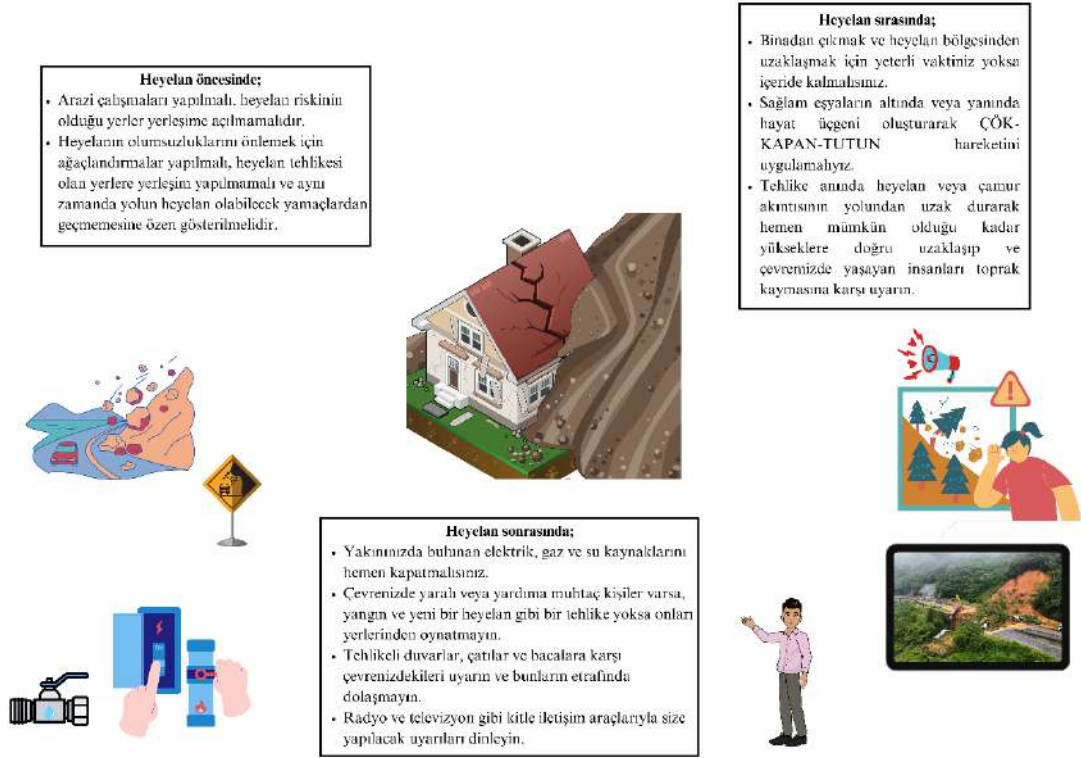 Heyelan öncesinde;
• Arazi çalışmaları yapılmalı, heyelan riskinin
olduğu yerler yerleşime açılmamalıdır.
• Heyelanın olumsuzluklarını önlemek için
ağaçlandırmalar yapılmalı, heyelan tehlikesi
olan yerlere yerleşim yapılmamalı ve aynı
zamanda yolun heyelan olabilecek yamaçlardan
geçmemesine özen gösterilmelidir.
Heyelan sırasında;
• Binadan çıkmak ve heyelan bölgesinden
uzaklaşmak için yeterli vaktiniz yoksa
içeride kalmalısınız.
• Sağlam eşyaların altında veya yanında
hayat üçgeni oluşturarak ÇÖK-
KAPAN-TUTUN hareketini
uygulamalıyız.
• Tehlike anında heyelan veya çamur
akıntısının yolundan uzak durarak
hemen mümkün olduğu kadar
yükseklere doğru uzaklaşıp ve
çevremizde yaşayan insanları toprak
kaymasına karşı uyarın.
Heyelan sonrasında;
• Yakınınızda bulunan elektrik, gaz ve su kaynaklarını
hemen kapatmalısınız.
• Çevrenizde yaralı veya yardıma muhtaç kişiler varsa,
yangın ve yeni bir heyelan gibi bir tehlike yoksa onları
yerlerinden oynatmayın.
• Tehlikeli duvarlar, çatılar ve bacalara karşı
çevrenizdekileri uyarın ve bunların etrafında
dolaşmayın.
• Radyo ve televizyon gibi kitle iletişim araçlarıyla size
yapılacak uyarıları dinleyin.